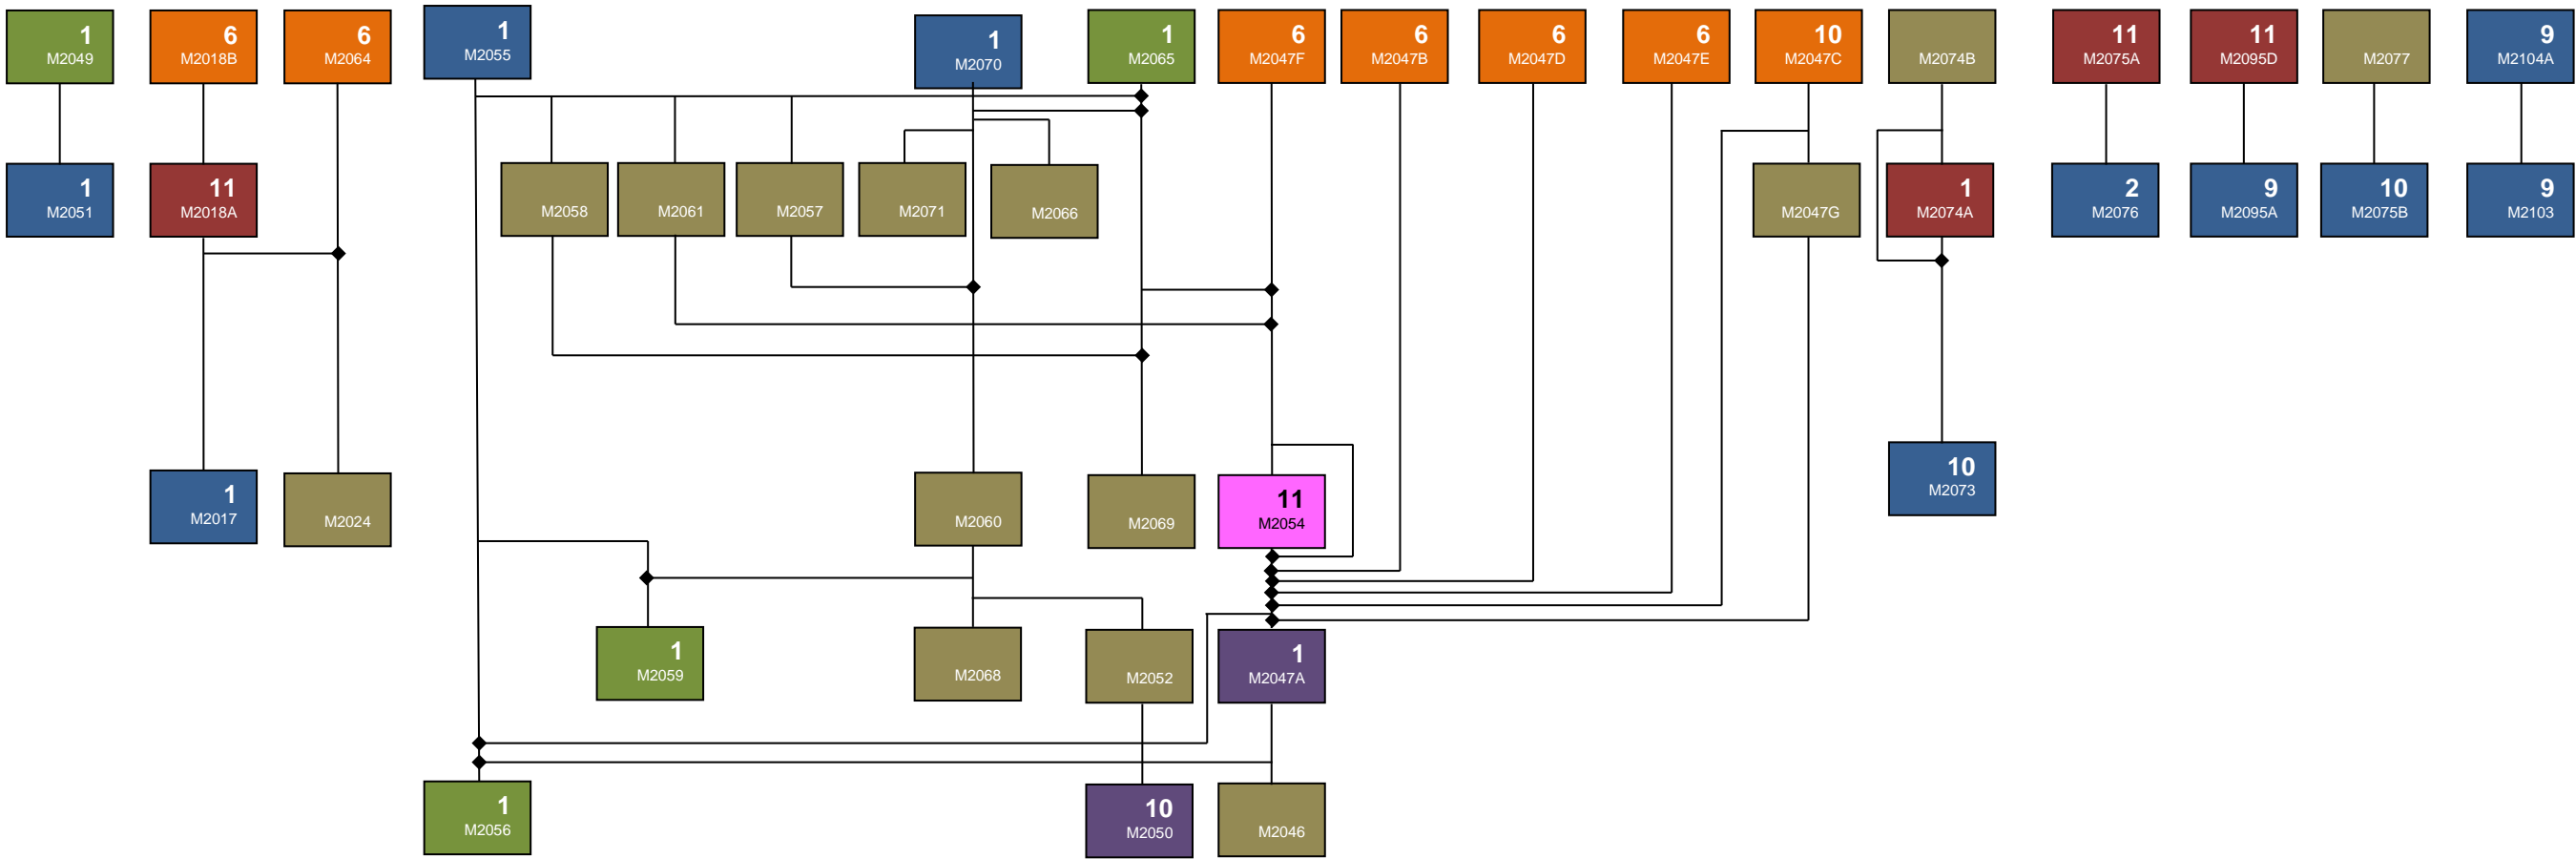 1
M2049
6
M2018B
6
M2064
1
M2055
1
M2070
1
M2065
6
M2047F
6
M2047B
6
M2047D
6
M2047E
10
M2047C
M2074B
11
M2075A
11
M2095D
M2077
9
M2104A
1
M2051
11
M2018A
M2058
M2061
M2057
M2071
M2066
M2047G
1
M2074A
2
M2076
9
M2095A
10
M2075B
9
M2103
1
M2017
M2024
M2060
M2069
11
M2054
10
M2073
1
M2059
M2068
M2052
1
M2047A
1
M2056
10
M2050
M2046